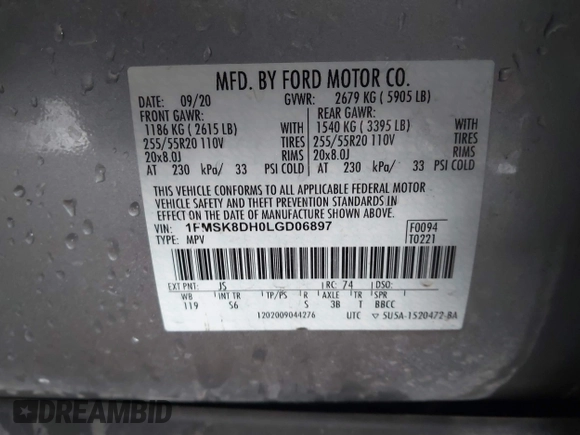 MFD. BY FORD MOTOR CO.
DATE: 09/20 GVWR: 2679 KG ( 5905 LB)
FRONT GAWR: REAR GAWR:
1186 KG ( 2615 LB) WITH 1540 KG ( 3395 LB) WITH
255/55R20 110V TIRES 255/55R20 110V TIRES
20x8.0J RIMS 20x8.0J RIMS
AT 230 kPa/ 33 PSI COLD AT 230 kPa/ 33 PSI COLD
THIS VEHICLE CONFORMS TO ALL APPLICABLE FEDERAL MOTOR
VEHICLE SAFETY AND THEFT PREVENTION STANDARDS IN
EFFECT ON THE DATE OF MANUFACTURE SHOWN ABOVE.
VIN: 1FMSK8DH0LGD06897 F0094
TYPE: MPV T0221
EXT PNT: JS RC: 74 DSO:
WB INT TR TP/PS R AXLE TR SPR
119 S6 S 3B T BBCC
1202009044276 UTC ▽ 5U5A-1520472-BA
DREAMBID